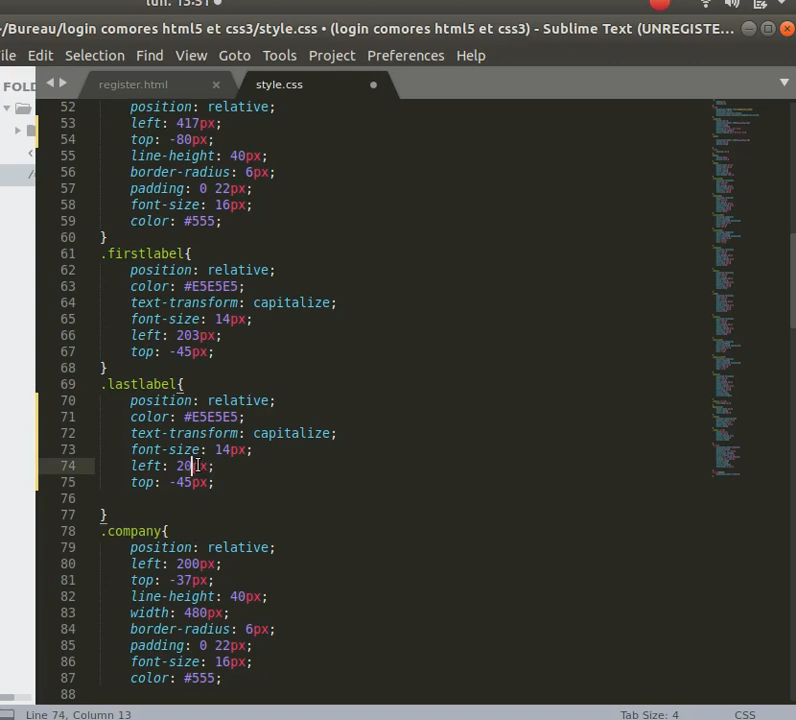 ~/Bureau/login comores html5 et css3/style.css • (login comores html5 et css3) - Sublime Text (UNREGISTE...
Edit Selection Find View Goto Tools Project Preferences Help
FOLD
register.html × style.css
52 position: relative;
53 left: 417px;
54 top: -80px;
55 line-height: 40px;
56 border-radius: 6px;
57 padding: 0 22px;
58 font-size: 16px;
59 color: #555;
60 }
61 .firstlabel{
62 position: relative;
63 color: #E5E5E5;
64 text-transform: capitalize;
65 font-size: 14px;
66 left: 203px;
67 top: -45px;
68 }
69 .lastlabel{
70 position: relative;
71 color: #E5E5E5;
72 text-transform: capitalize;
73 font-size: 14px;
74 left: 20px;
75 top: -45px;
76
77 }
78 .company{
79 position: relative;
80 left: 200px;
81 top: -37px;
82 line-height: 40px;
83 width: 480px;
84 border-radius: 6px;
85 padding: 0 22px;
86 font-size: 16px;
87 color: #555;
88
Line 74, Column 13 Tab Size: 4 CSS